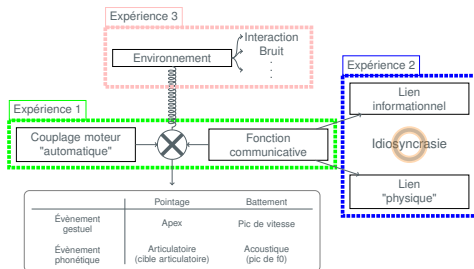 Expérience 3
Environnement
Interaction
Bruit
.
.
.
Expérience 1
Couplage moteur
"automatique"
Fonction
communicative
Expérience 2
Lien
informationnel
Idiosyncrasie
Lien
"physique"
Pointage Battement
Évènement
gestuel
Apex Pic de vitesse
Évènement
phonétique
Articulatoire
(cible articulatoire)
Acoustique
(pic de f0)